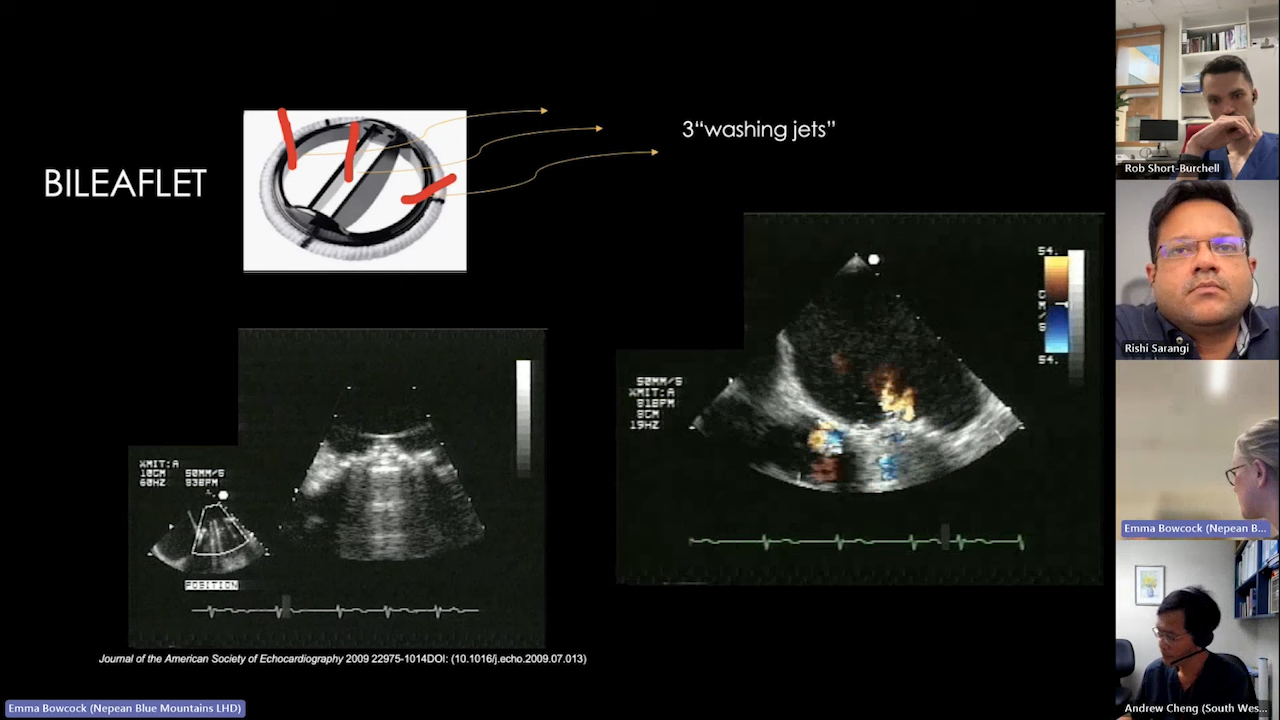 BILEAFLET
3“washing jets”
XMIT:A
10CM 50MM/S
60HZ 93BPM
POSITION
50MM/S
XMIT:A
81BPM
8CM
19HZ
54.
54.
Journal of the American Society of Echocardiography 2009 22975-1014DOI: (10.1016/j.echo.2009.07.013)
Emma Bowcock (Nepean Blue Mountains LHD)
Rob Short-Burchell
Rishi Sarangi
Emma Bowcock (Nepean B...
Andrew Cheng (South Wes...